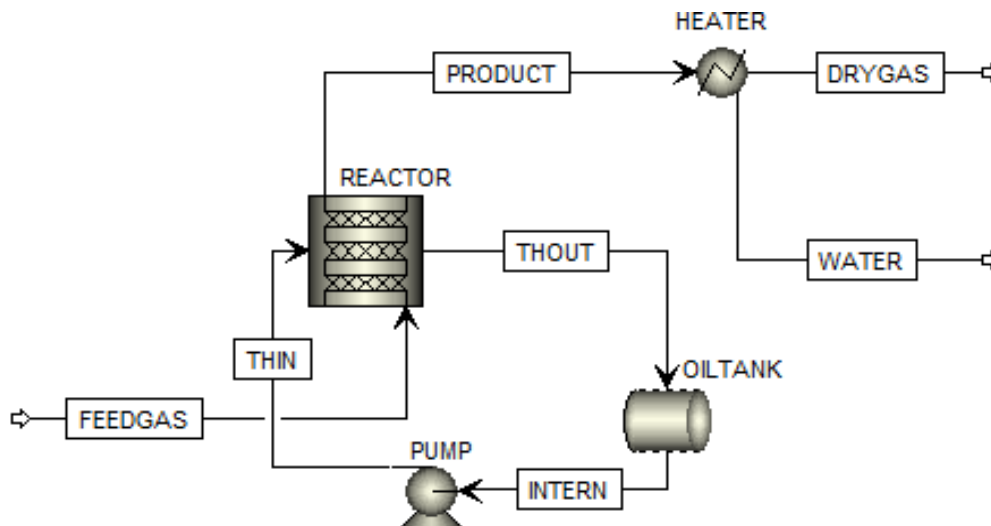 HEATER
PRODUCT
DRYGAS
REACTOR
THOUT
WATER
THIN
OILTANK
FEEDGAS
PUMP
INTERN